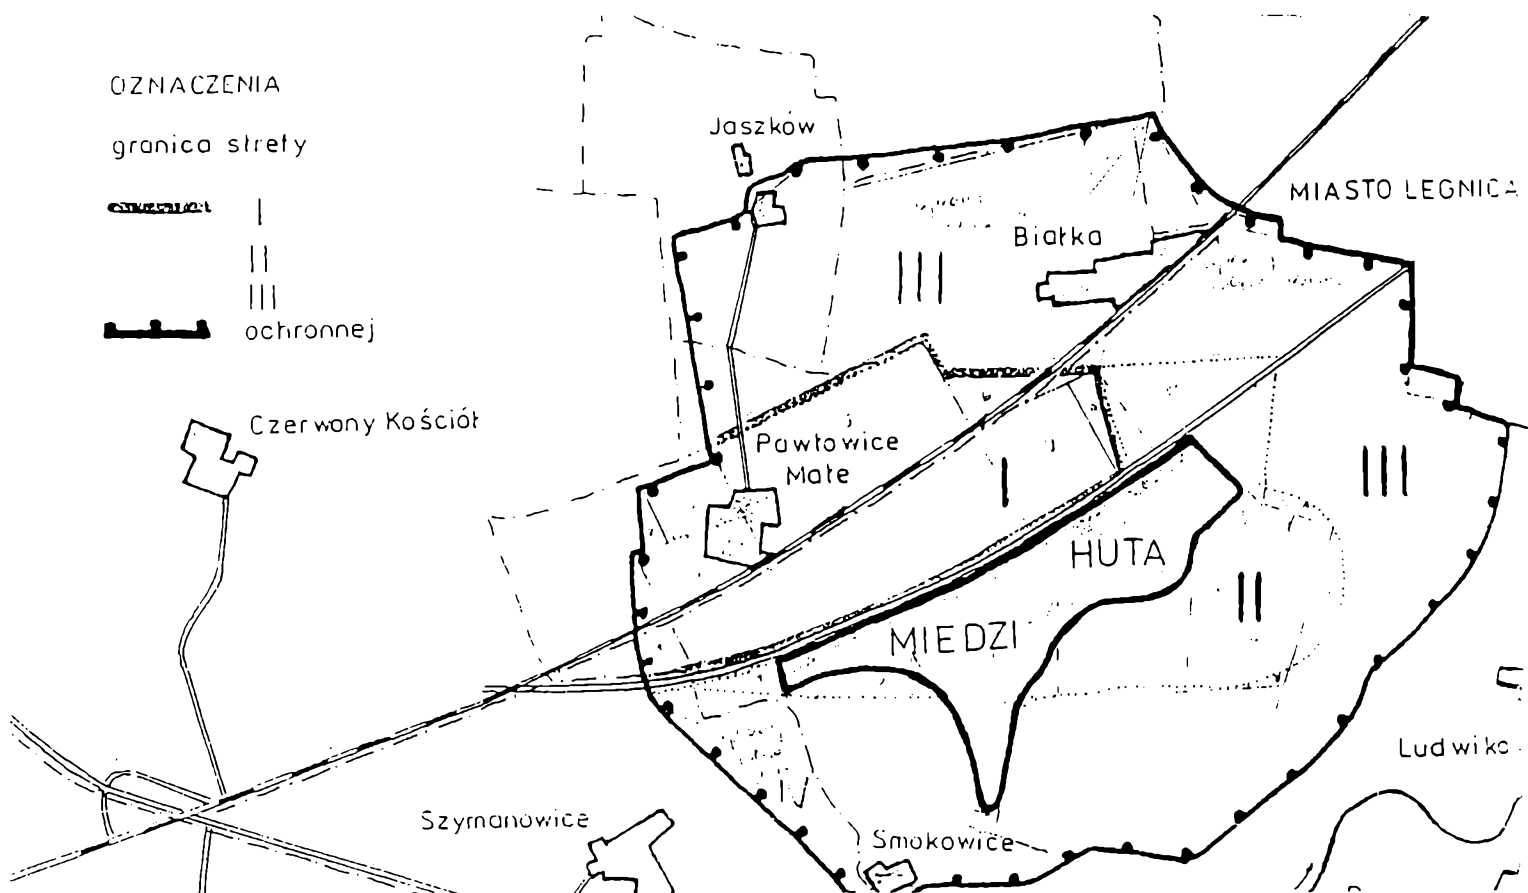 OZNACZENIA
granica strefy
I
II
III
ochronnej
Jaszków
MIASTO LEGNICA
Białka
III
Czerwony Kościół
Pawłowice
Małe
I
III
HUTA
II
MIEDZI
Szymanowice
Smokowice